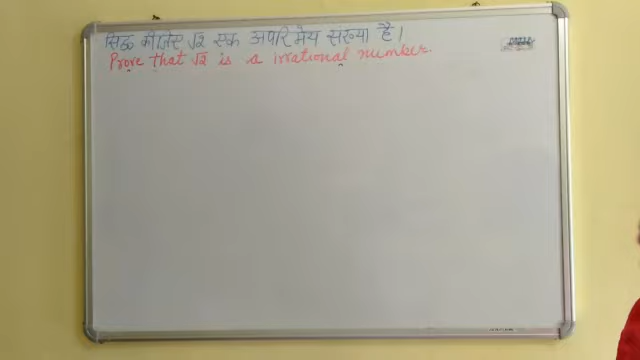 सिद्ध कीजिए √2 एक अपरिमेय संख्या है।
Prove that √2 is a irrational number.